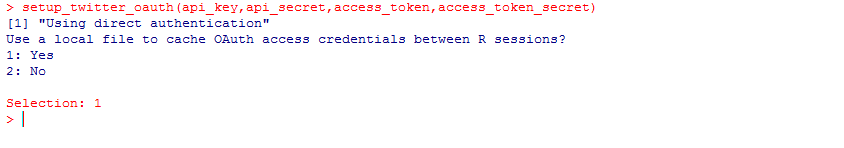 > setup_twitter_oauth(api_key,api_secret,access_token,access_token_secret)
[1] "Using direct authentication"
Use a local file to cache OAuth access credentials between R sessions?
1: Yes
2: No
Selection: 1
>